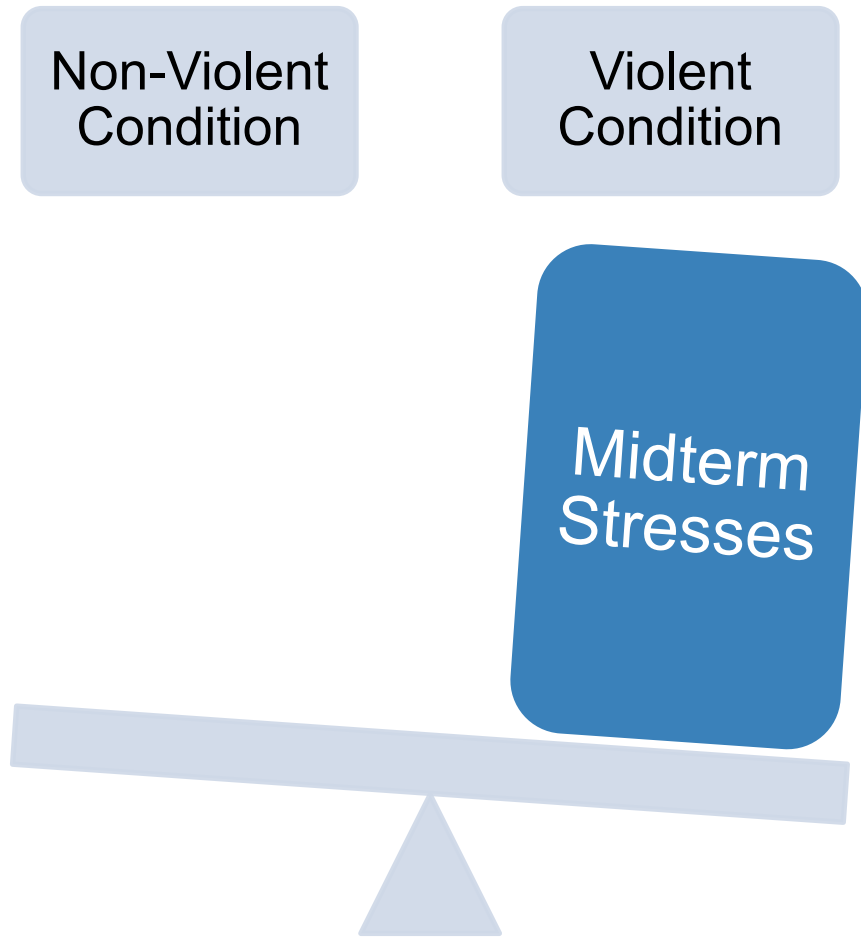 Non-Violent
Condition
Violent
Condition
Midterm
Stresses